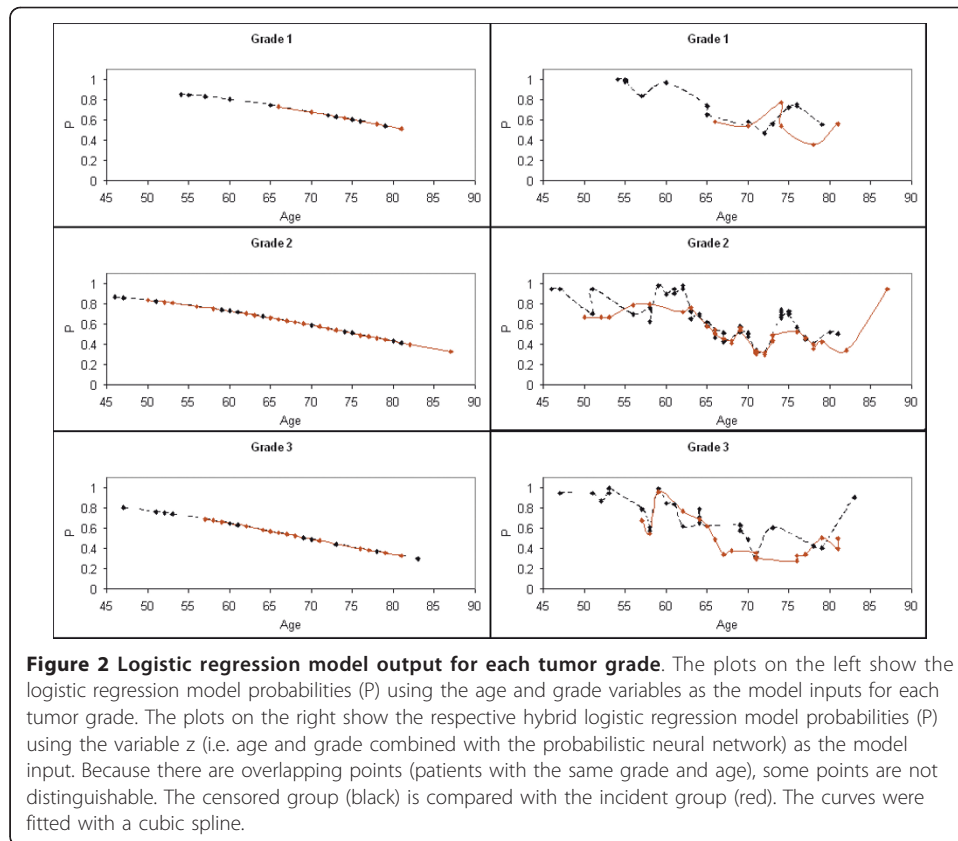 Grade 1
1
0.8
0.6
0.4
0.2
0
P
45 50 55 60 65 70 75 80 85 90
Age
Grade 1
1
0.8
0.6
0.4
0.2
0
P
45 50 55 60 65 70 75 80 85 90
Age
Grade 2
1
0.8
0.6
0.4
0.2
0
P
45 50 55 60 65 70 75 80 85 90
Age
Grade 2
1
0.8
0.6
0.4
0.2
0
P
45 50 55 60 65 70 75 80 85 90
Age
Grade 3
1
0.8
0.6
0.4
0.2
0
P
45 50 55 60 65 70 75 80 85 90
Age
Grade 3
1
0.8
0.6
0.4
0.2
0
P
45 50 55 60 65 70 75 80 85 90
Age
Figure 2 Logistic regression model output for each tumor grade. The plots on the left show the
logistic regression model probabilities (P) using the age and grade variables as the model inputs for each
tumor grade. The plots on the right show the respective hybrid logistic regression model probabilities (P)
using the variable z (i.e. age and grade combined with the probabilistic neural network) as the model
input. Because there are overlapping points (patients with the same grade and age), some points are not
distinguishable. The censored group (black) is compared with the incident group (red). The curves were
fitted with a cubic spline.